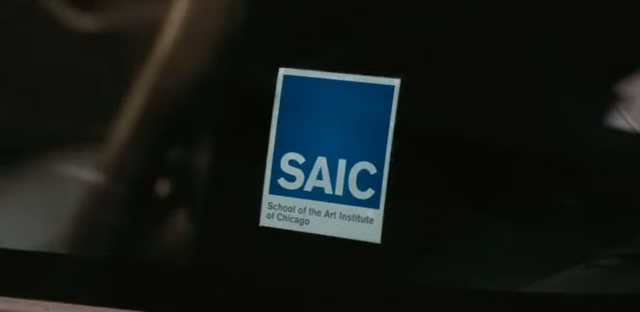 SAIC
School of the Art Institute
of Chicago